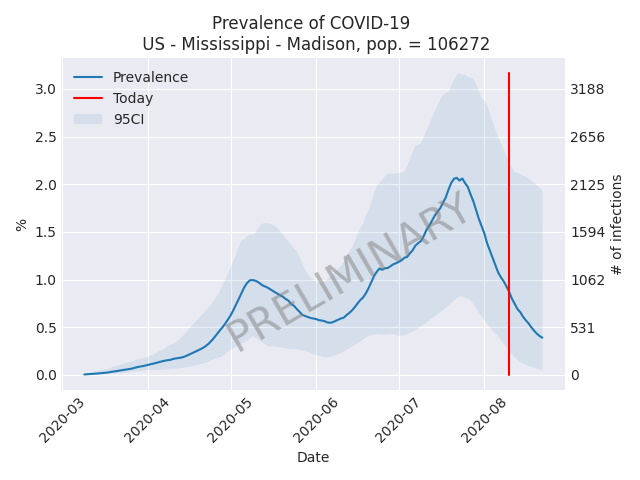 Prevalence of COVID-19
US - Mississippi - Madison, pop. = 106272
Prevalence
Today
95CI
3.0
2.5
2.0
1.5
1.0
0.5
0.0
%
3188
2656
2125
1594
1062
531
0
# of infections
PRELIMINARY
2020-03
2020-04
2020-05
2020-06
2020-07
2020-08
Date